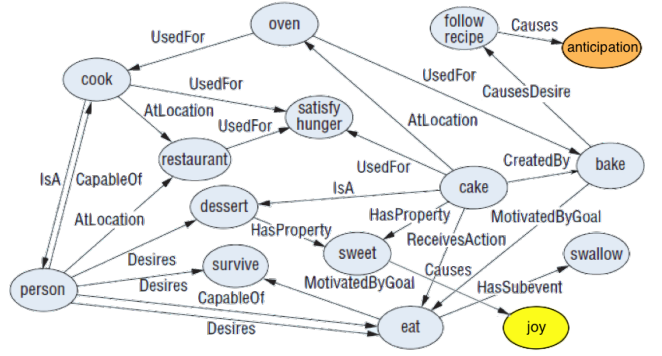 oven
follow
recipe
Causes
anticipation
UsedFor
cook
UsedFor
UsedFor
CausesDesire
AtLocation
satisfy
hunger
AtLocation
UsedFor
restaurant
UsedFor
CreatedBy
bake
IsA
CapableOf
IsA
cake
AtLocation
dessert
HasProperty
MotivatedByGoal
HasProperty
ReceivesAction
sweet
swallow
Desires
survive
Causes
person
Desires
MotivatedByGoal
HasSubevent
CapableOf
Desires
eat
joy